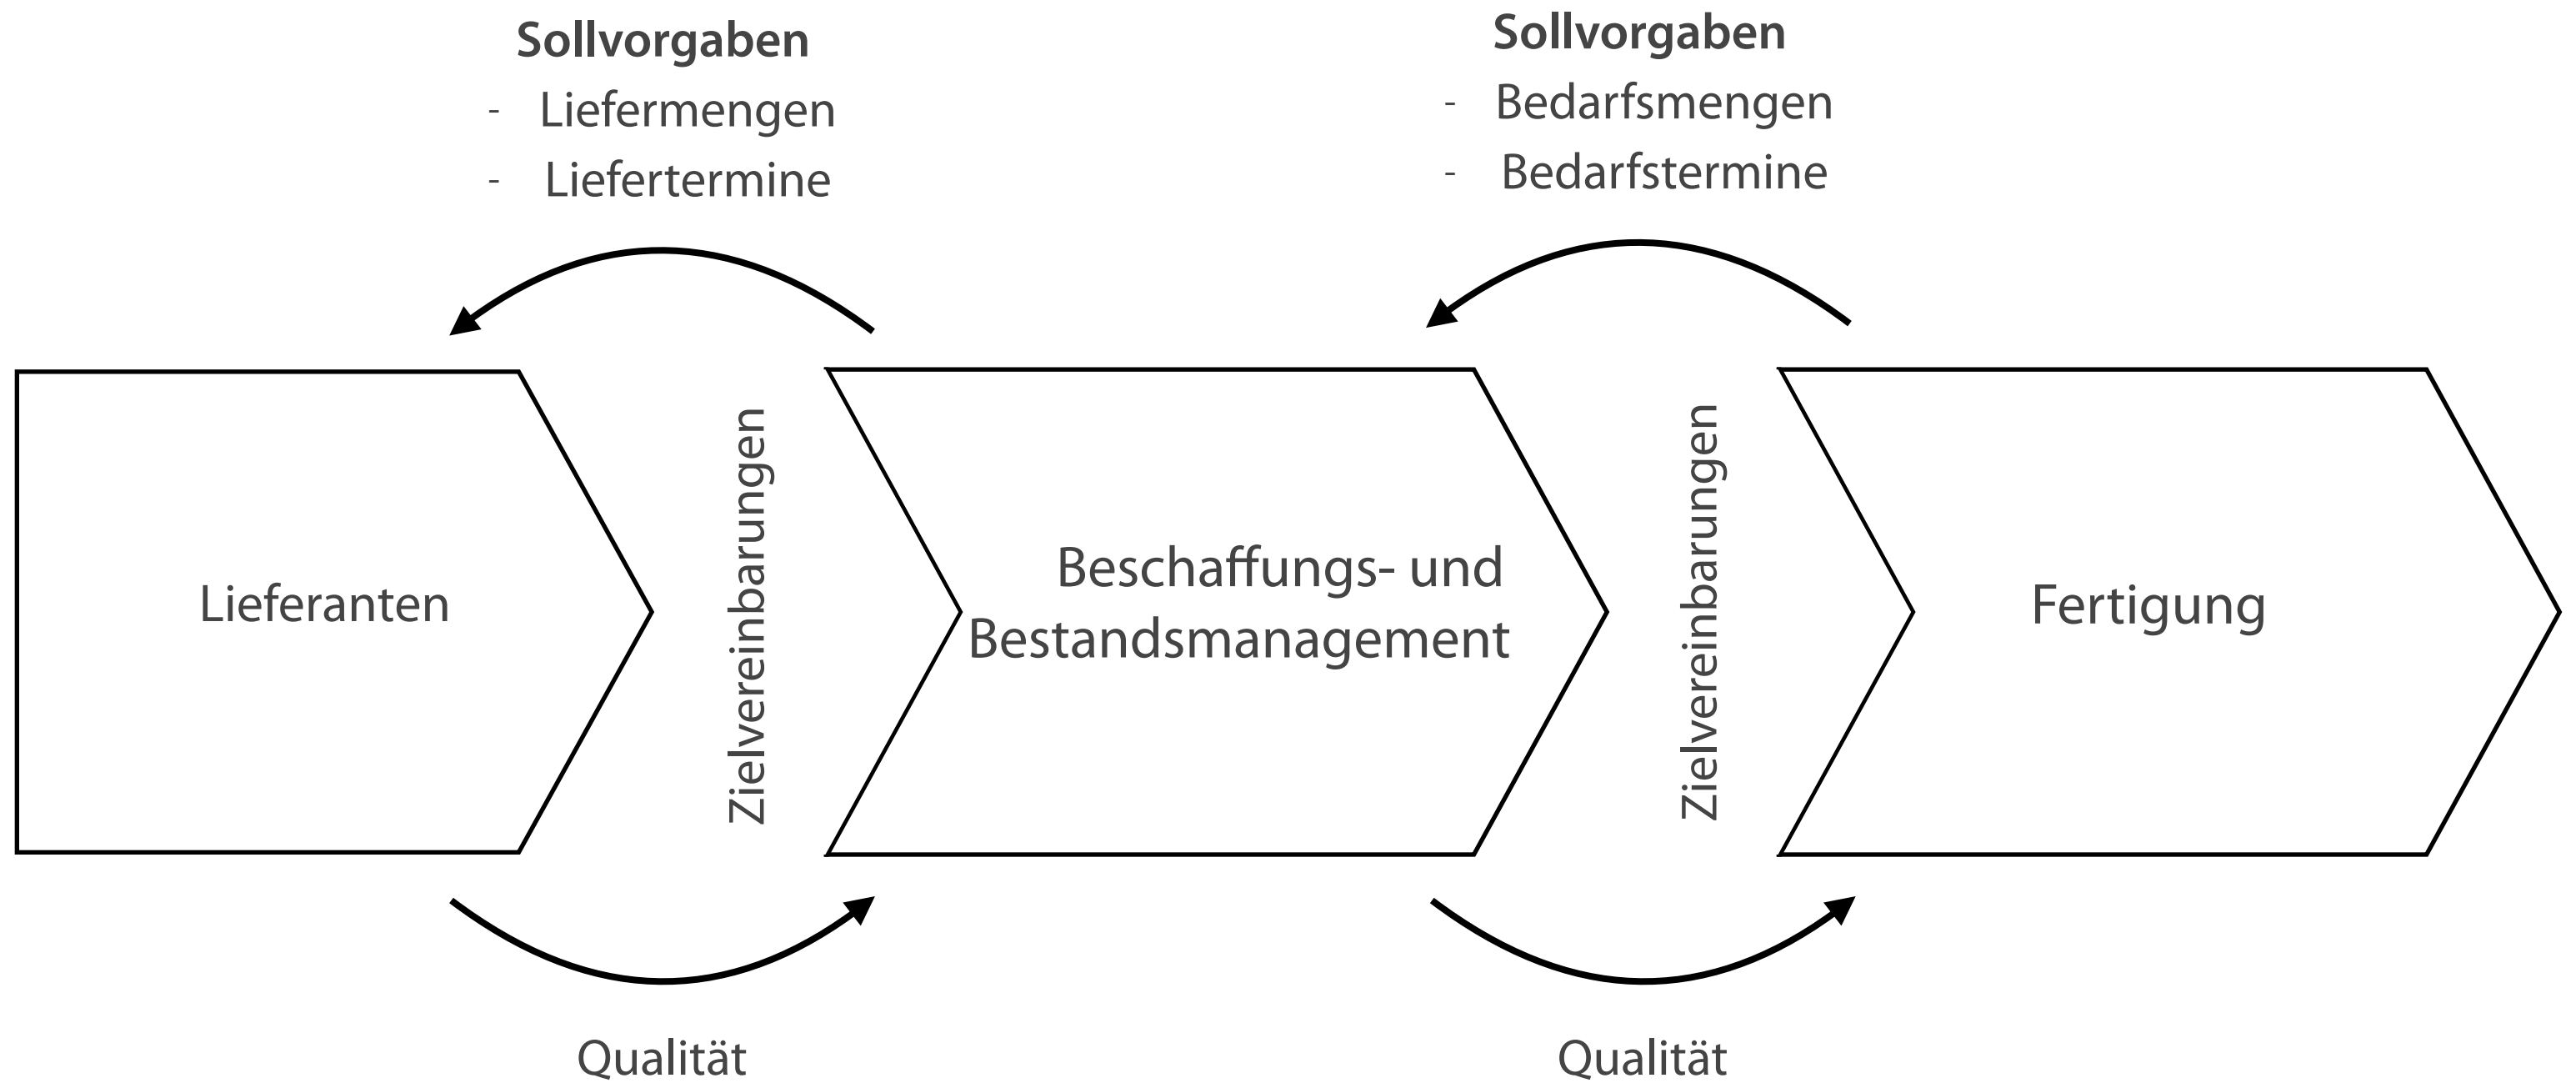 Sollvorgaben
- Liefermengen
- Liefertermine
Sollvorgaben
- Bedarfsmengen
- Bedarfstermine
Lieferanten
Zielvereinbarungen
Beschaffungs- und
Bestandsmanagement
Zielvereinbarungen
Fertigung
Qualität
Qualität